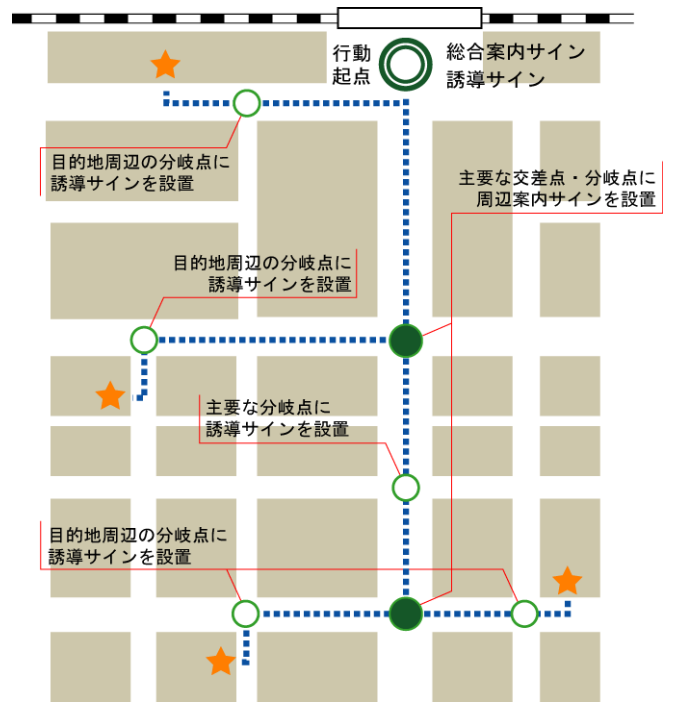 行動
起点
総合案内サイン
誘導サイン
目的地周辺の分岐点に
誘導サインを設置
主要な交差点・分岐点に
周辺案内サインを設置
目的地周辺の分岐点に
誘導サインを設置
主要な分岐点に
誘導サインを設置
目的地周辺の分岐点に
誘導サインを設置